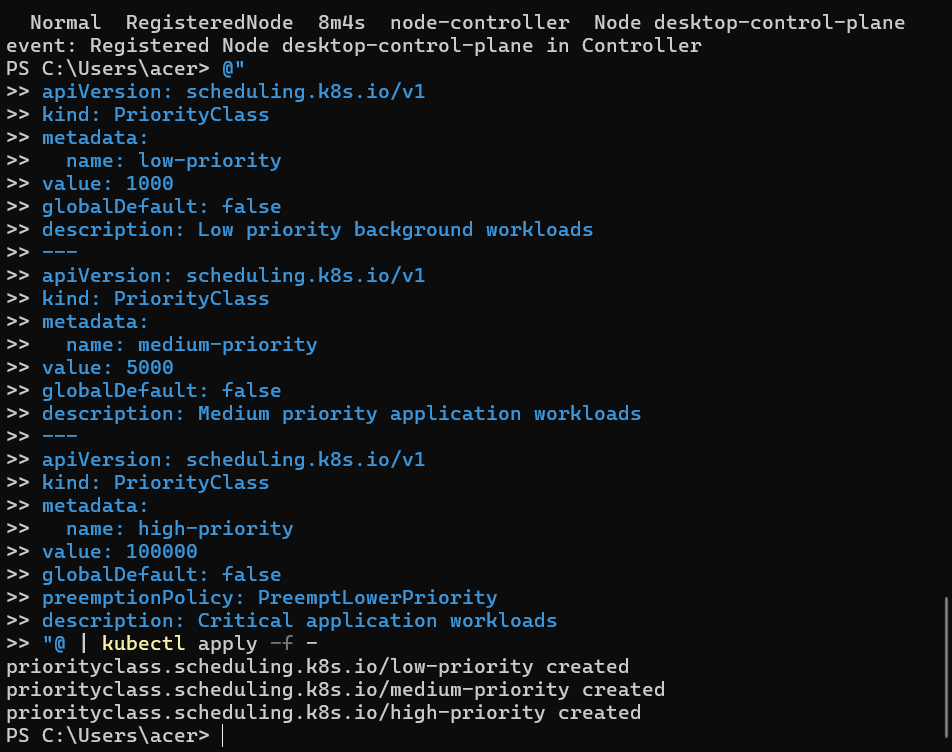 Normal  RegisteredNode  8m4s  node-controller  Node desktop-control-plane
event: Registered Node desktop-control-plane in Controller
PS C:\Users\acer> @"
>> apiVersion: scheduling.k8s.io/v1
>> kind: PriorityClass
>> metadata:
>>   name: low-priority
>> value: 1000
>> globalDefault: false
>> description: Low priority background workloads
>> ---
>> apiVersion: scheduling.k8s.io/v1
>> kind: PriorityClass
>> metadata:
>>   name: medium-priority
>> value: 5000
>> globalDefault: false
>> description: Medium priority application workloads
>> ---
>> apiVersion: scheduling.k8s.io/v1
>> kind: PriorityClass
>> metadata:
>>   name: high-priority
>> value: 100000
>> globalDefault: false
>> preemptionPolicy: PreemptLowerPriority
>> description: Critical application workloads
>> "@ | kubectl apply -f -
priorityclass.scheduling.k8s.io/low-priority created
priorityclass.scheduling.k8s.io/medium-priority created
priorityclass.scheduling.k8s.io/high-priority created
PS C:\Users\acer>